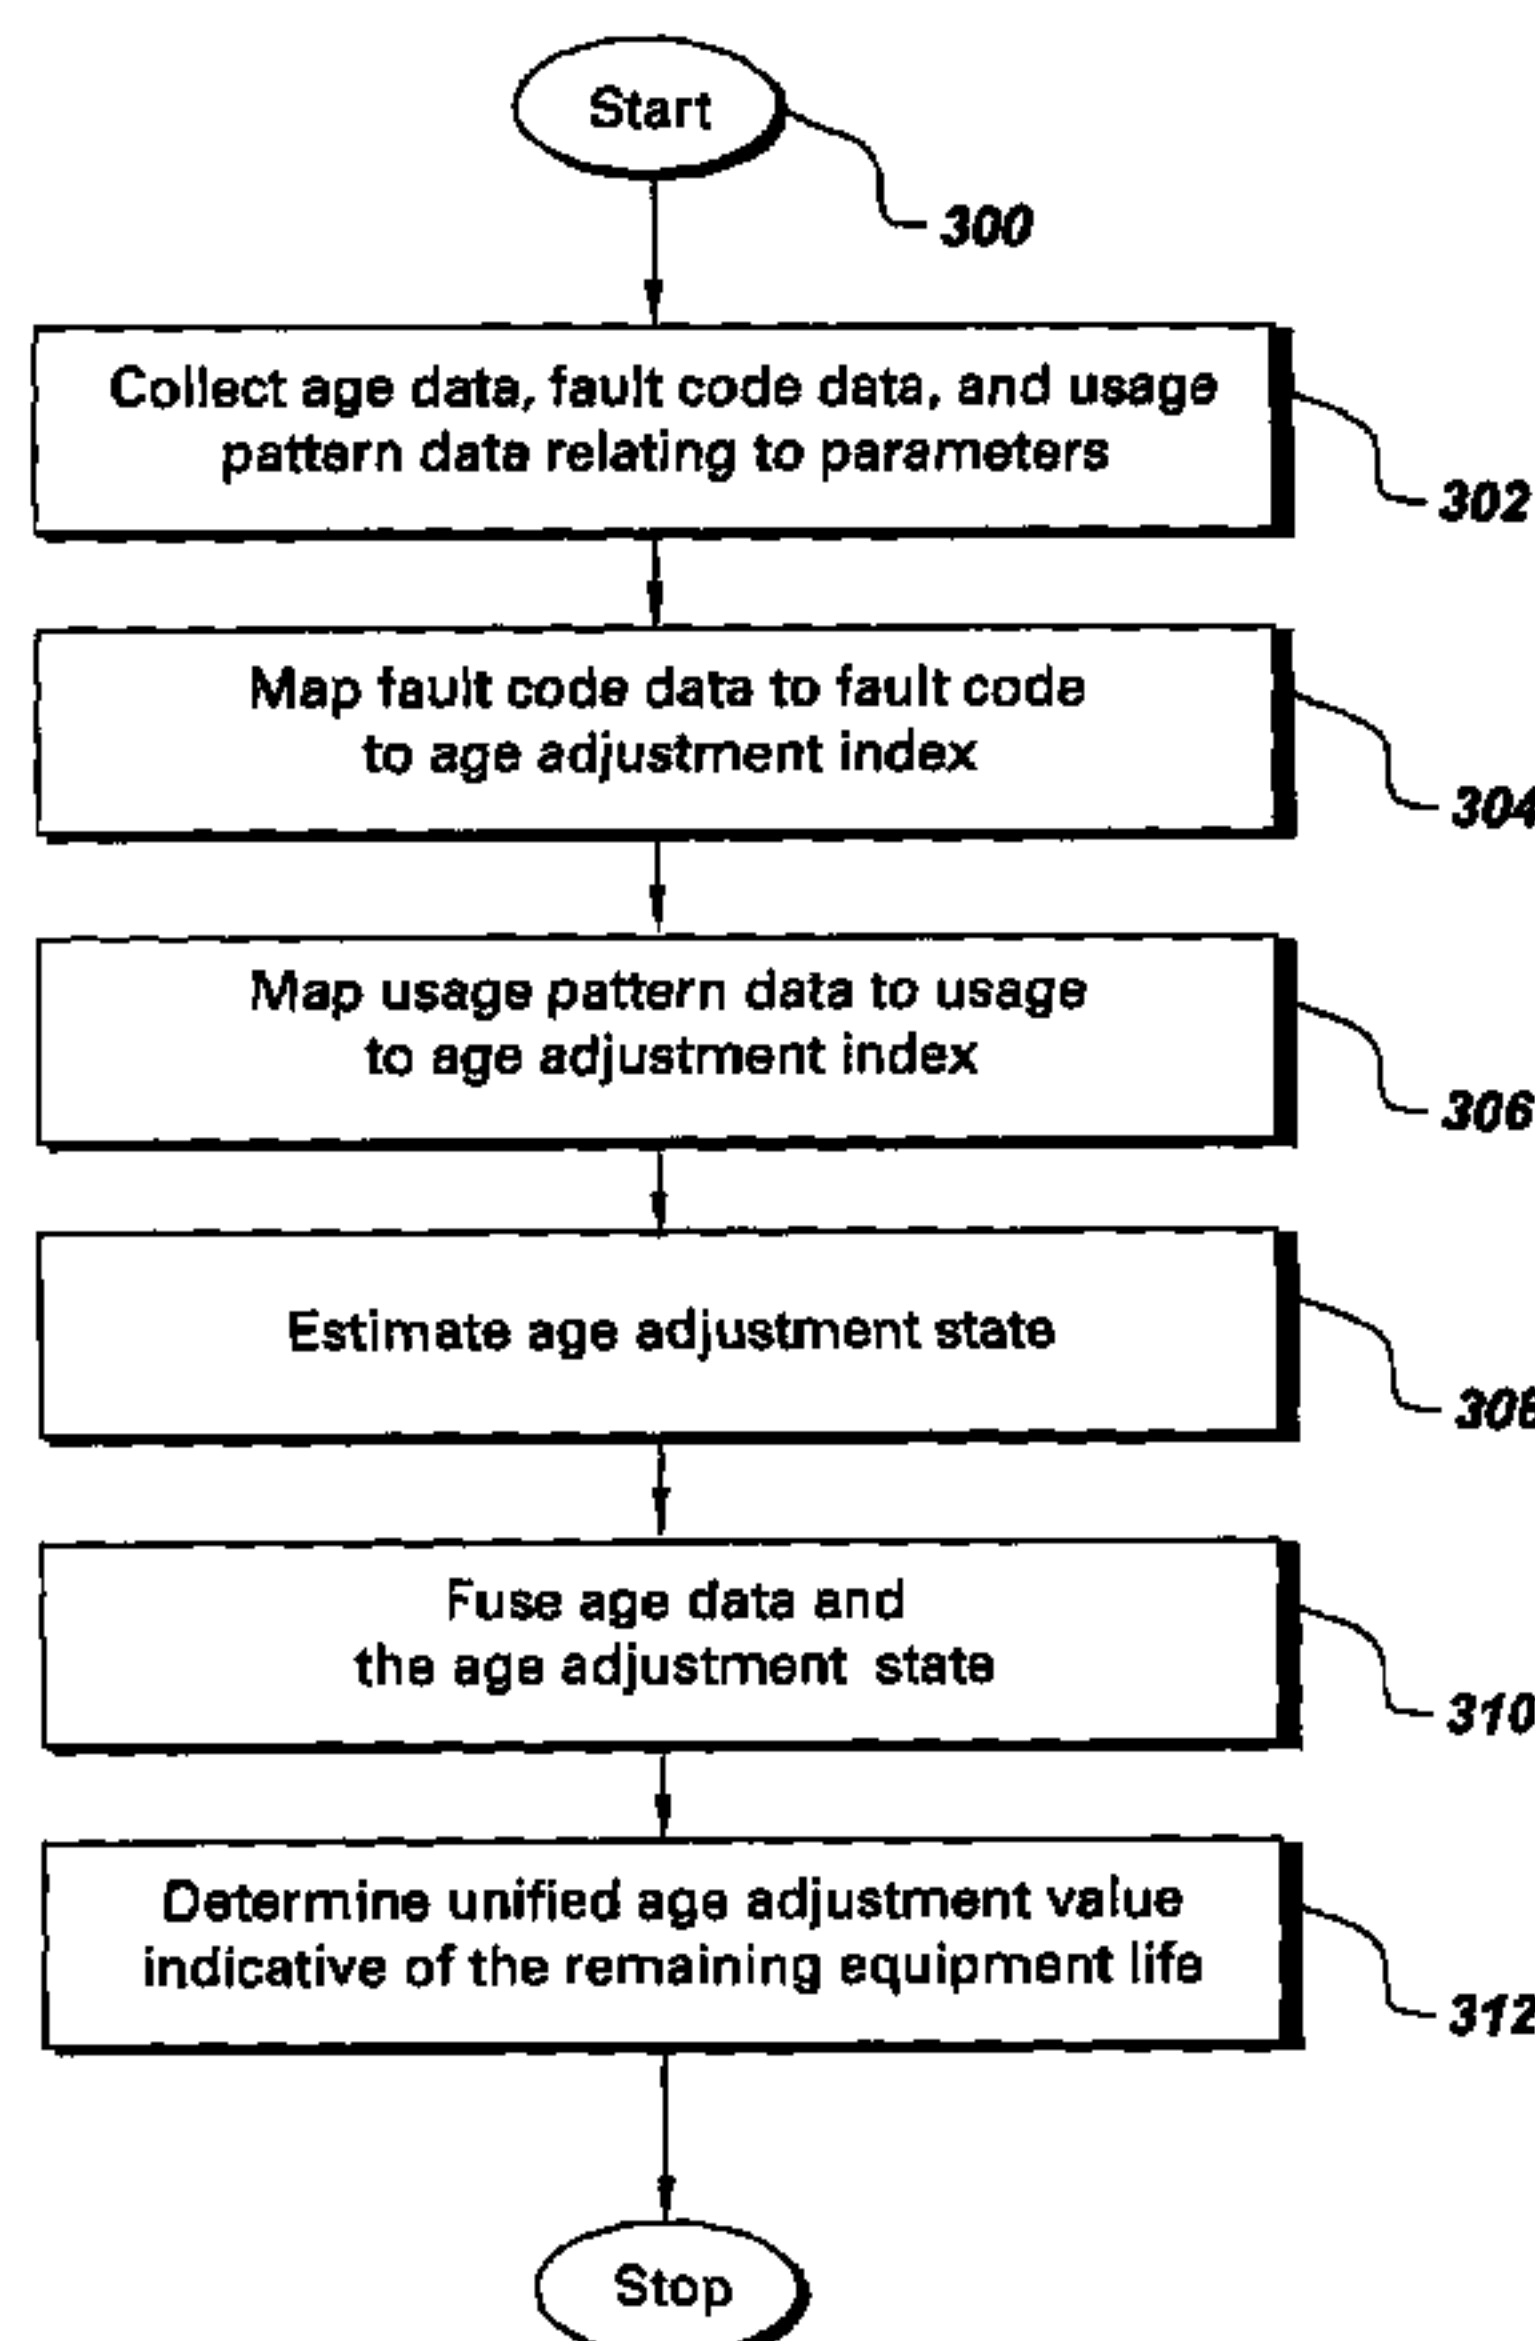 Start
300
Collect age data, fault code data, and usage
pattern data relating to parameters
302
Map fault code data to fault code
to age adjustment index
304
Map usage pattern data to usage
to age adjustment index
306
Estimate age adjustment state
308
Fuse age data and
the age adjustment state
310
Determine unified age adjustment value
indicative of the remaining equipment life
312
Stop